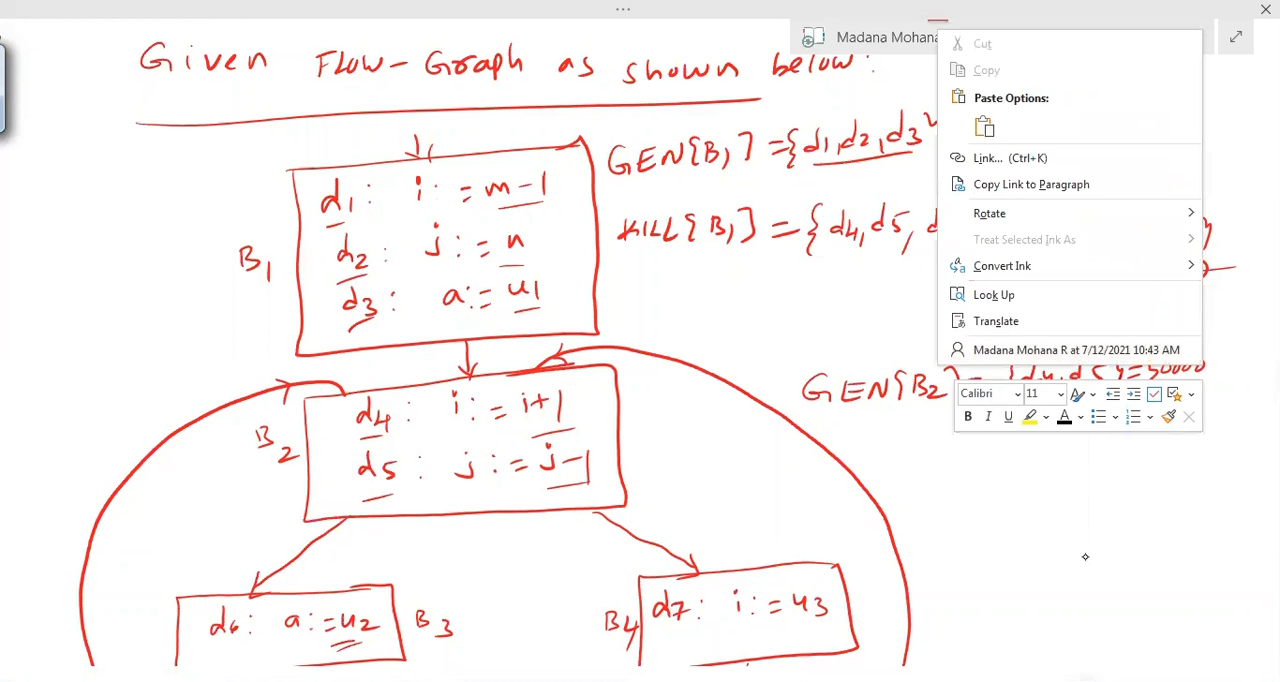 ...
Madana Mohana
Given Flow-Graph as shown below:
B1
d1: i := m-1
d2: j := n
d3: a := u1
GEN[B1] = {d1, d2, d3
KILL[B1] = {d4, d5,
B2
d4: i := i+1
d5: j := j-1
GEN[B2] = {d4, d5} =
d6: a := u2 B3
B4 d7: i := u3
Cut
Copy
Paste Options:
Link... (Ctrl+K)
Copy Link to Paragraph
Rotate
Treat Selected Ink As
Convert Ink
Look Up
Translate
Madana Mohana R at 7/12/2021 10:43 AM
Calibri 11
B I U A